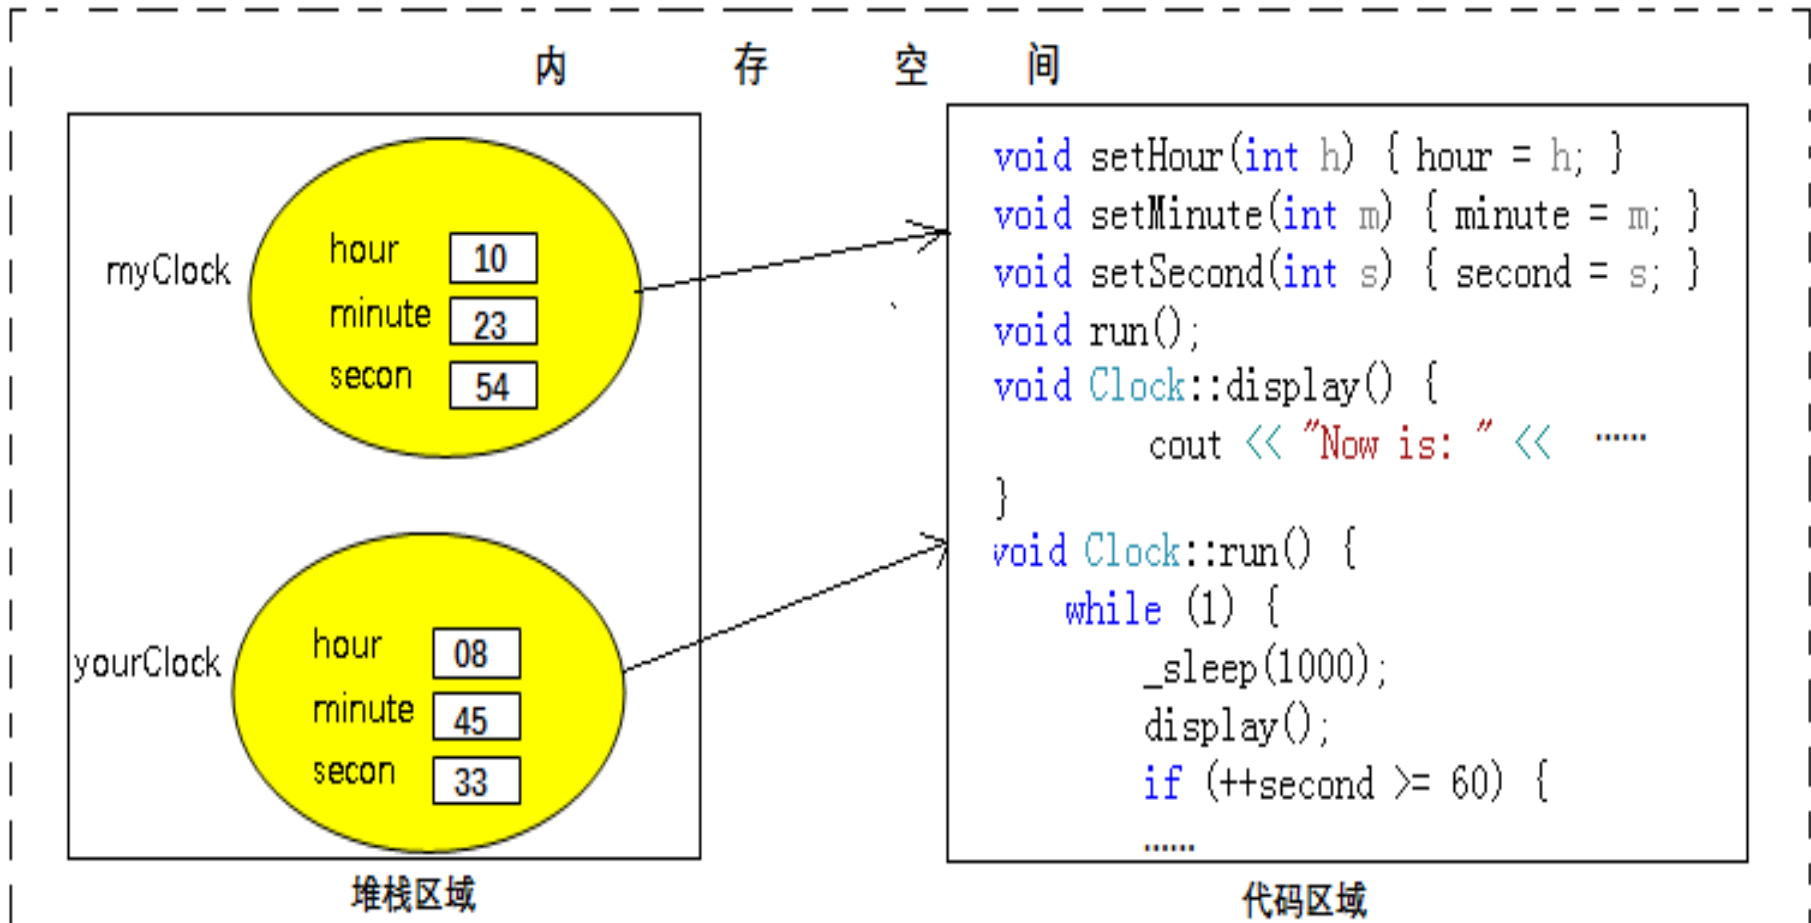 内 存 空 间
myClock
hour 10
minute 23
secon 54
yourClock
hour 08
minute 45
secon 33
堆栈区域
void setHour(int h) { hour = h; }
void setMinute(int m) { minute = m; }
void setSecond(int s) { second = s; }
void run();
void Clock::display() {
cout << "Now is: " << ······
}
void Clock::run() {
while (1) {
_sleep(1000);
display();
if (++second >= 60) {
······
代码区域